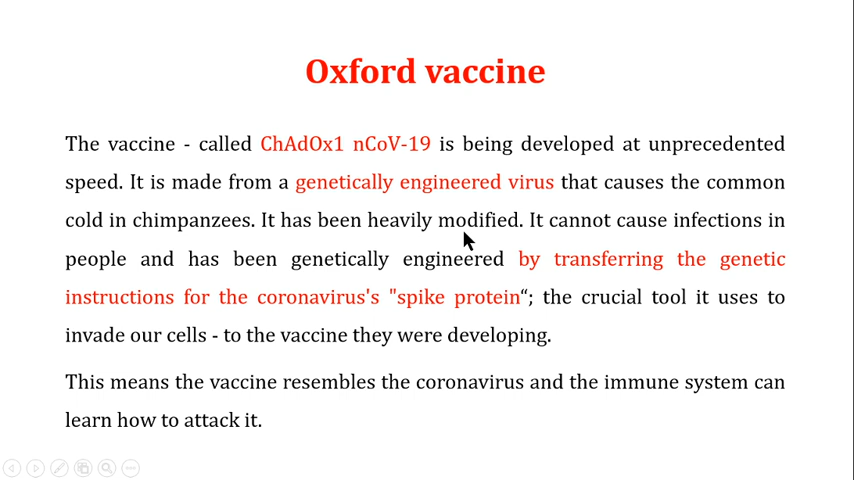 Oxford vaccine
The vaccine - called ChAdOx1 nCoV-19 is being developed at unprecedented
speed. It is made from a genetically engineered virus that causes the common
cold in chimpanzees. It has been heavily modified. It cannot cause infections in
people and has been genetically engineered by transferring the genetic
instructions for the coronavirus's "spike protein“; the crucial tool it uses to
invade our cells - to the vaccine they were developing.
This means the vaccine resembles the coronavirus and the immune system can
learn how to attack it.